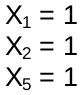 X₁ = 1
X₂ = 1
X₅ = 1